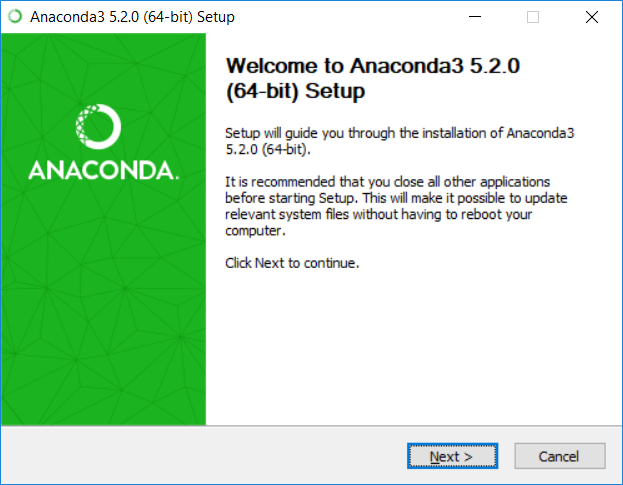 Anaconda3 5.2.0 (64-bit) Setup
ANACONDA.
Welcome to Anaconda3 5.2.0
(64-bit) Setup
Setup will guide you through the installation of Anaconda3
5.2.0 (64-bit).
It is recommended that you close all other applications
before starting Setup. This will make it possible to update
relevant system files without having to reboot your
computer.
Click Next to continue.
Next >
Cancel